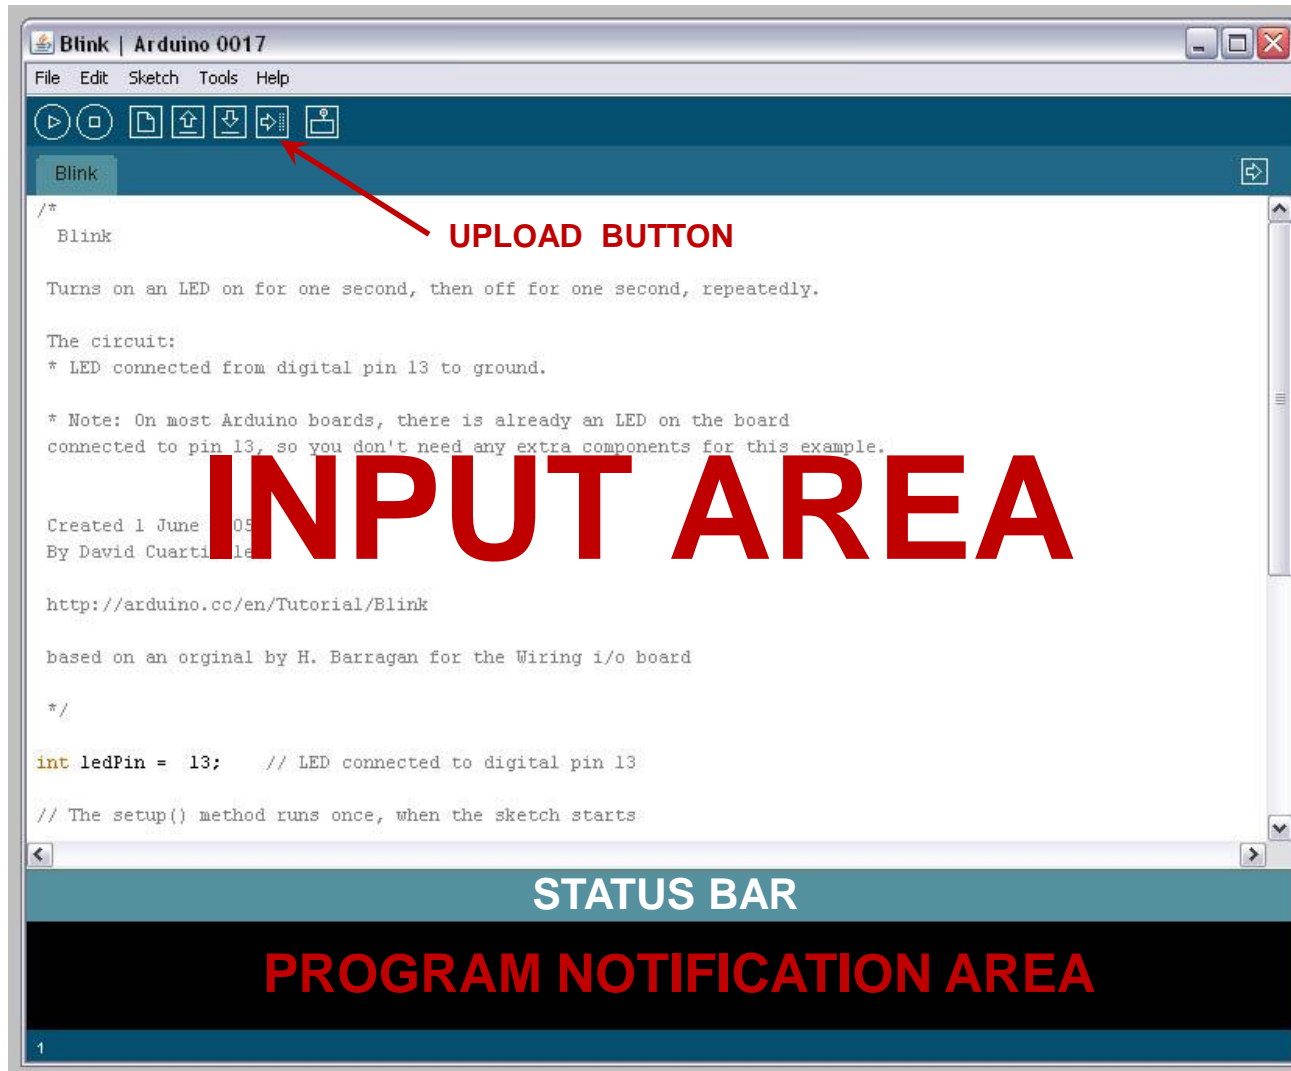 Blink | Arduino 0017
File Edit Sketch Tools Help
Blink
UPLOAD BUTTON
/*
Blink
Turns on an LED on for one second, then off for one second, repeatedly.
The circuit:
* LED connected from digital pin 13 to ground.
* Note: On most Arduino boards, there is already an LED on the board
connected to pin 13, so you don't need any extra components for this example.
INPUT AREA
Created 1 June
By David
http://arduino.cc/en/Tutorial/Blink
based on an orginal by H. Barragan for the Wiring i/o board
*/
int ledPin = 13; // LED connected to digital pin 13
// The setup() method runs once, when the sketch starts
STATUS BAR
PROGRAM NOTIFICATION AREA
1